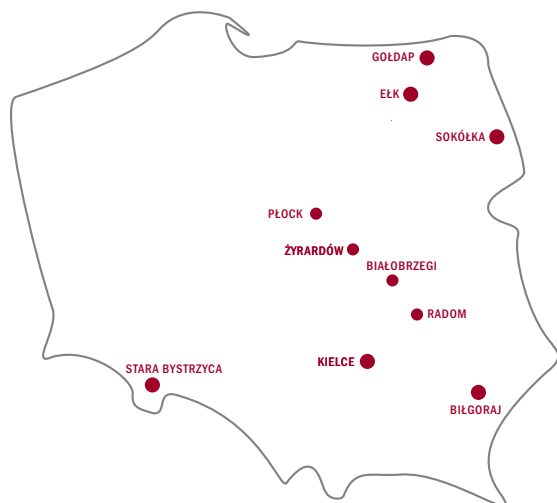 GOŁDAP
EŁK
SOKÓŁKA
PŁOCK
ŻYRARDÓW
BIAŁOBRZEGI
RADOM
KIELCE
STARA BYSTRZYCA
BIŁGORAJ